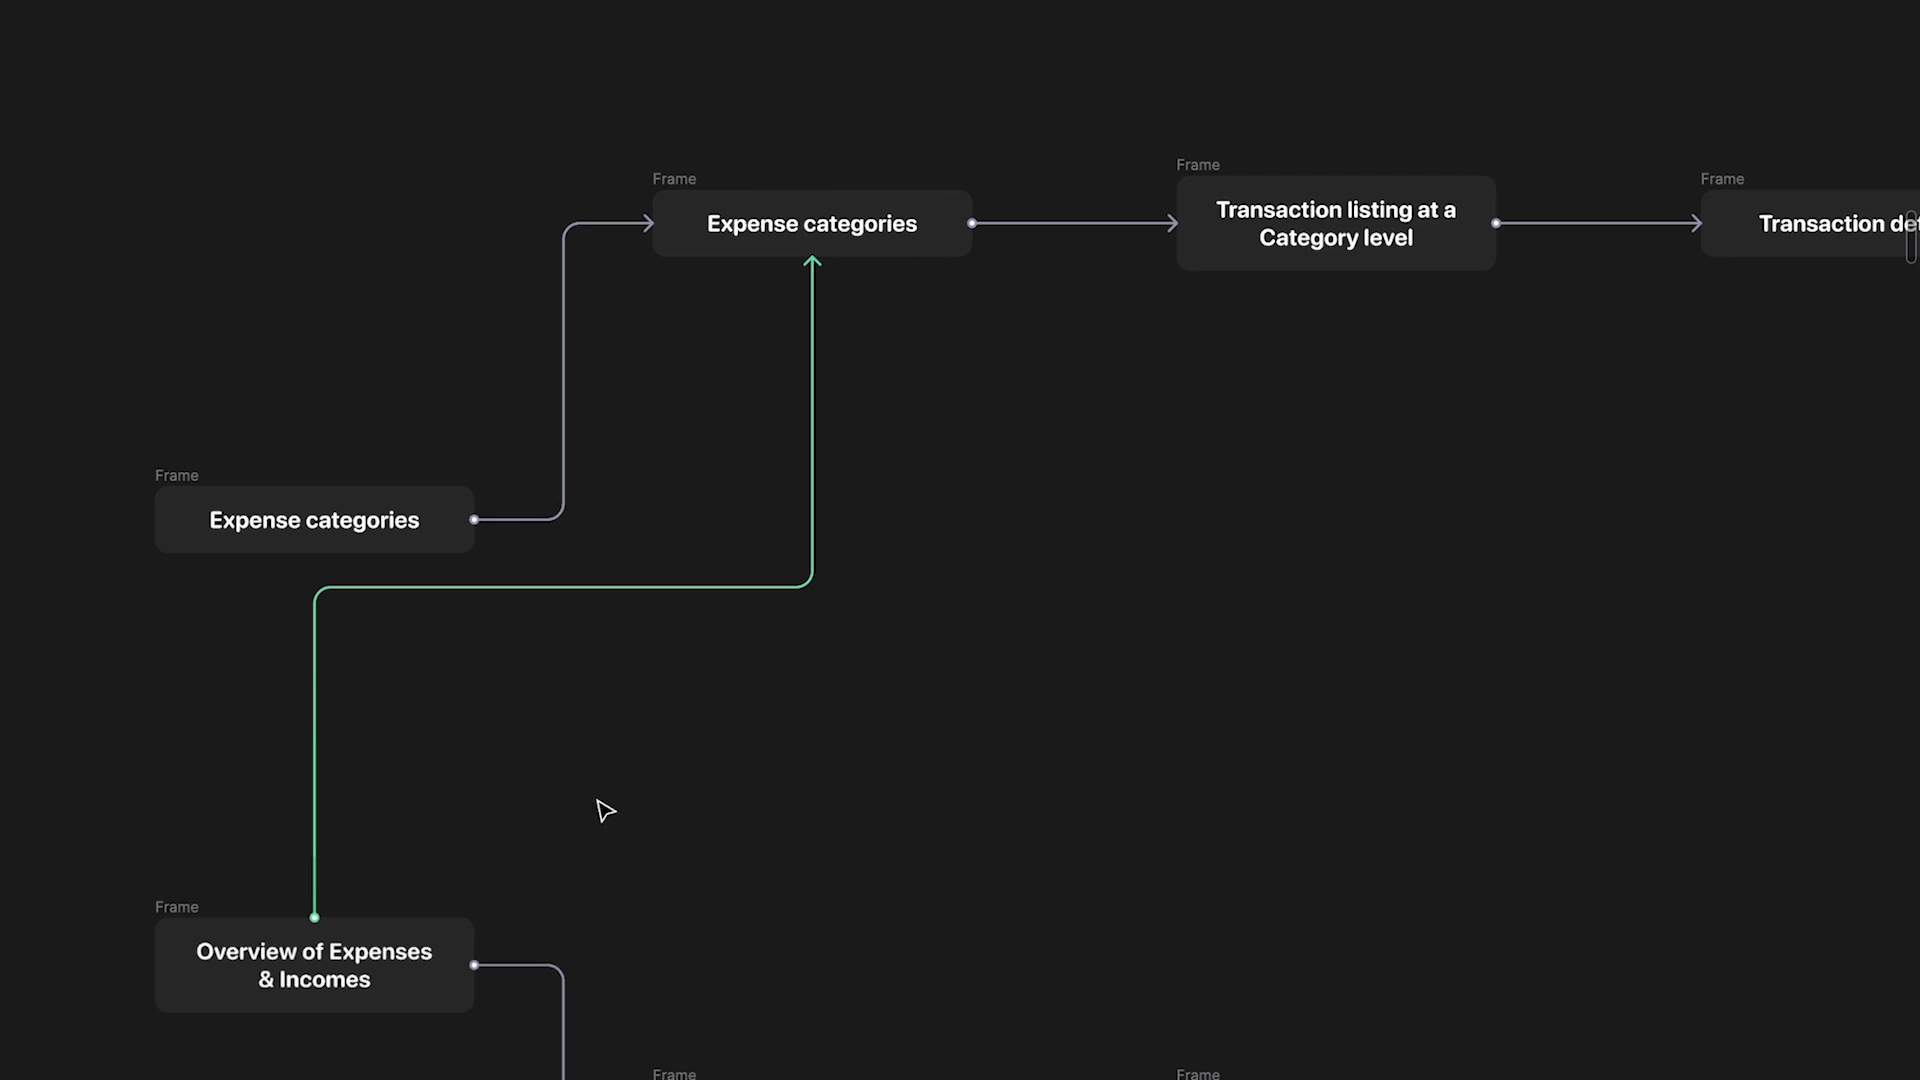 Frame
Frame
Frame
Expense categories
Transaction listing at a
Category level
Transaction
Frame
Expense categories
Frame
Overview of Expenses
& Incomes
Frame
Frame